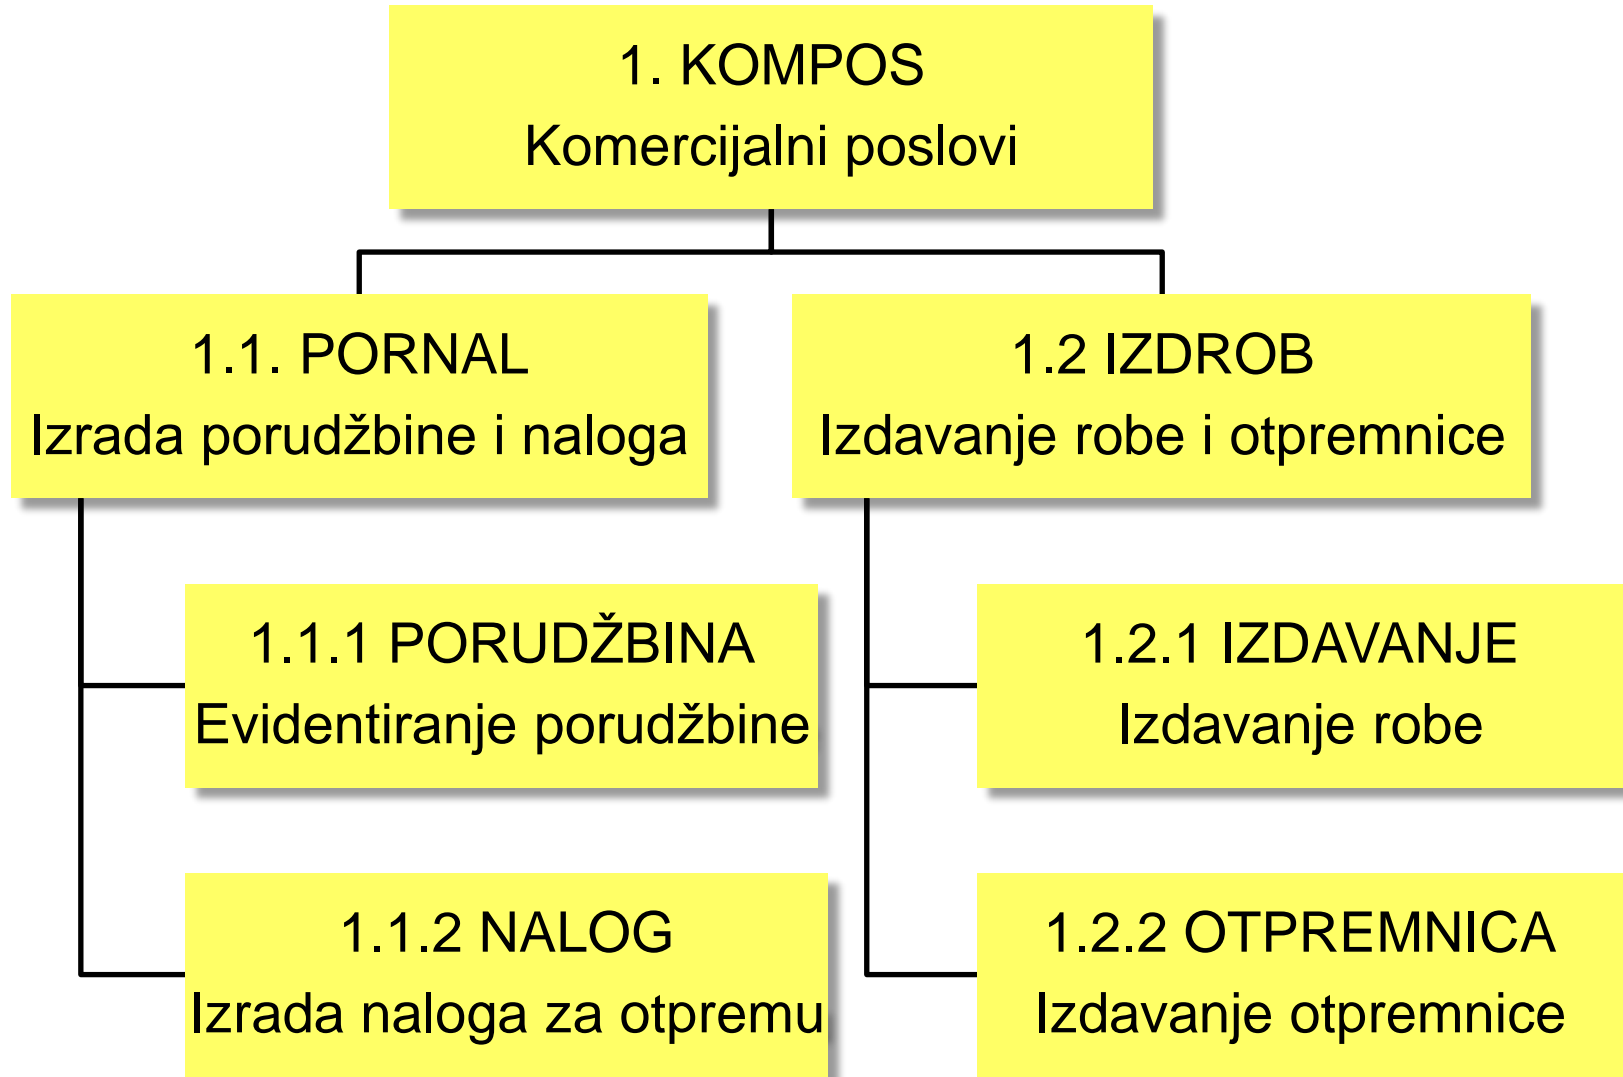 1. KOMPOS
Komercijalni poslovi
1.1. PORNAL
Izrada porudžbine i naloga
1.2 IZDROB
Izdavanje robe i otpremnice
1.1.1 PORUDŽBINA
Evidentiranje porudžbine
1.2.1 IZDAVANJE
Izdavanje robe
1.1.2 NALOG
Izrada naloga za otpremu
1.2.2 OTPREMNICA
Izdavanje otpremnice